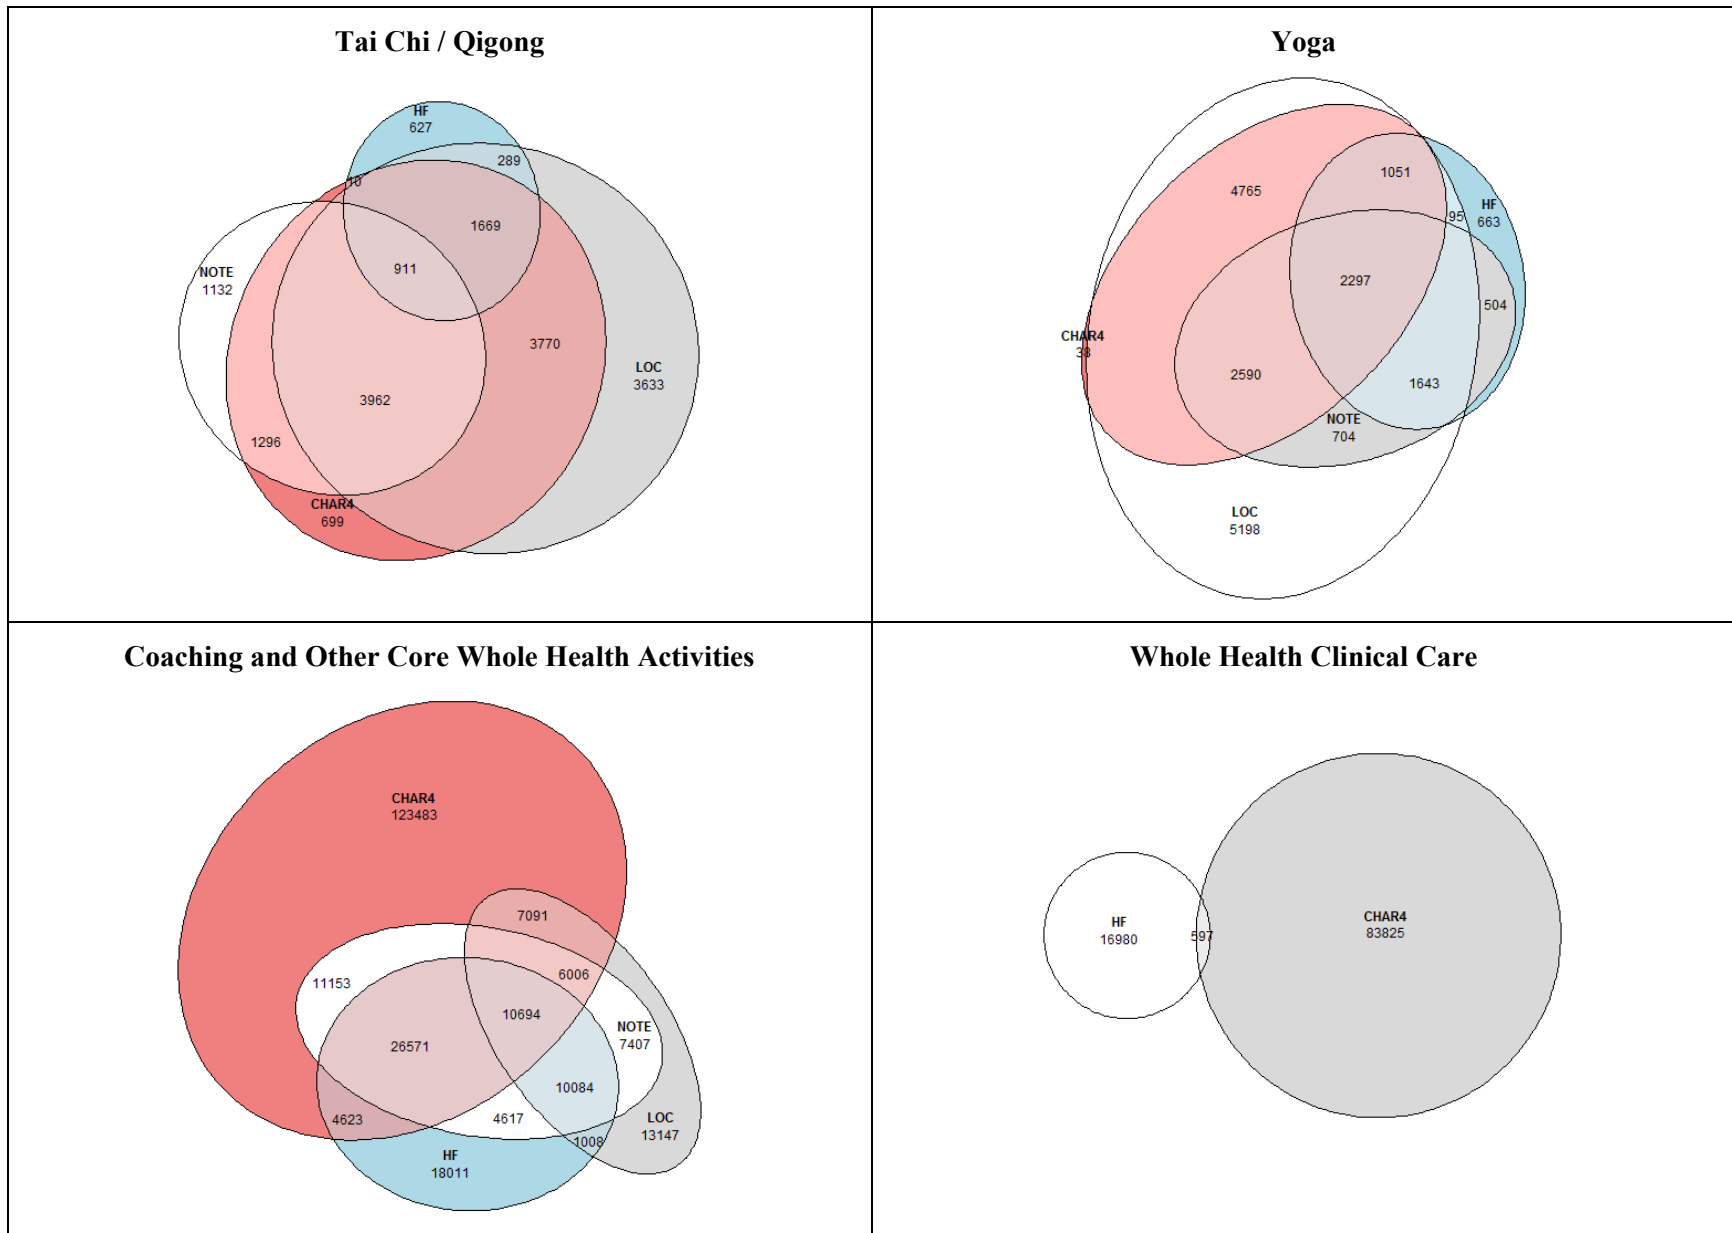 Tai Chi / Qigong
HF
627
289
10
1669
911
NOTE
1132
3770
LOC
3633
3962
1296
CHAR4
699
Yoga
1051
4765
HF
663
95
2297
504
CHAR4
38
2590
1643
NOTE
704
LOC
5198
Coaching and Other Core Whole Health Activities
CHAR4
123483
7091
6006
11153
10694
NOTE
7407
26571
10084
4623
4617
LOC
13147
1008
HF
18011
Whole Health Clinical Care
HF
16980
597
CHAR4
83825